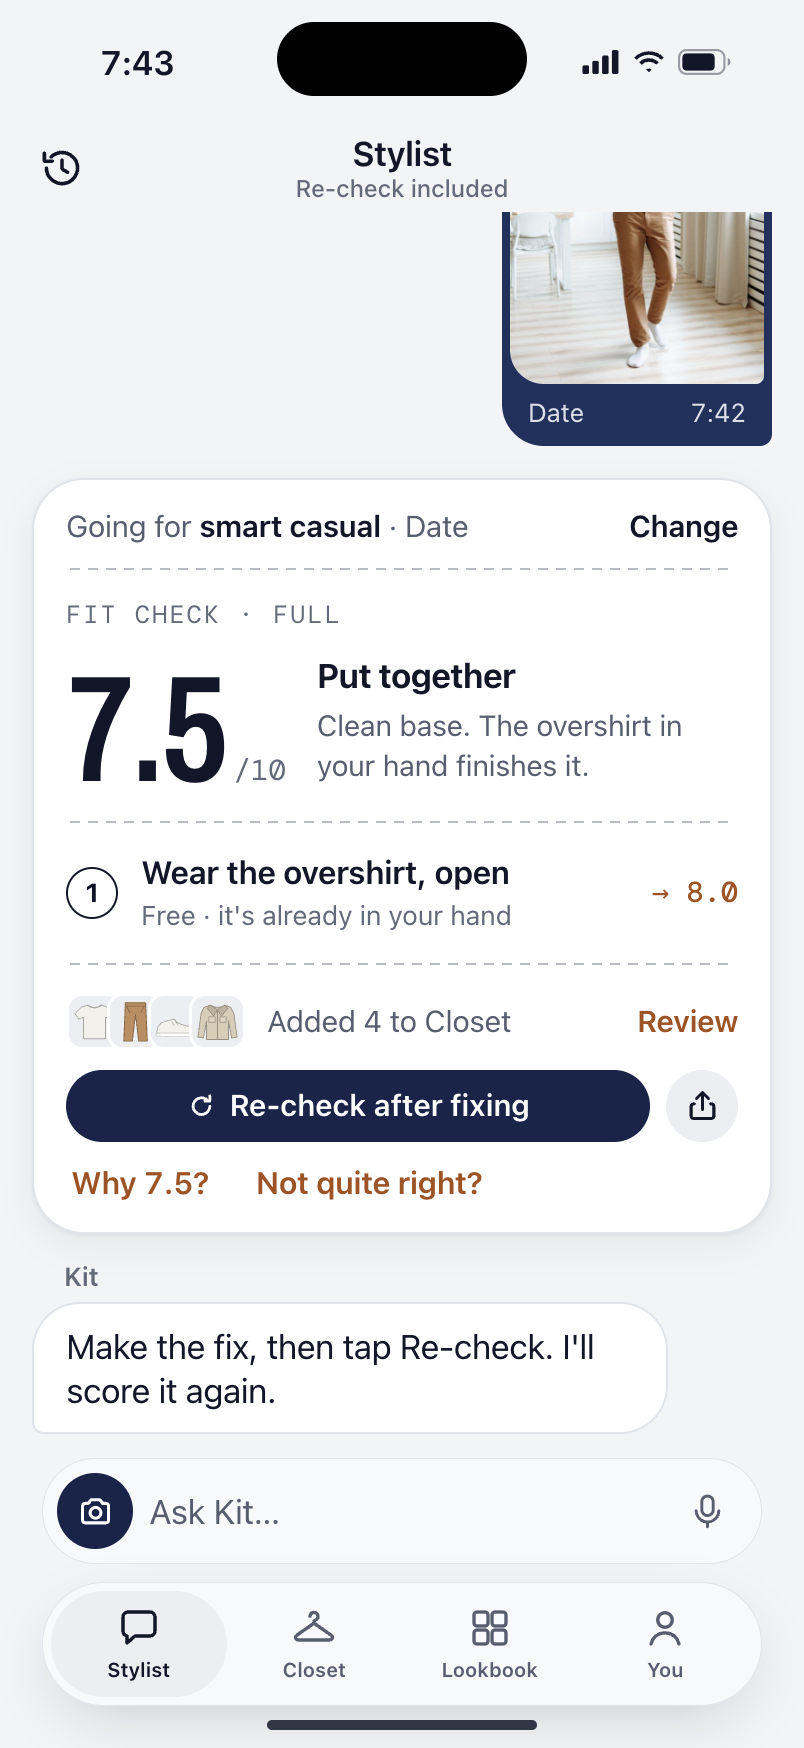 7:43
Stylist
Re-check included
Date 7:42
Going for smart casual · Date Change
FIT CHECK · FULL
7.5 /10
Put together
Clean base. The overshirt in
your hand finishes it.
1 Wear the overshirt, open → 8.0
Free · it's already in your hand
Added 4 to Closet Review
Re-check after fixing
Why 7.5? Not quite right?
Kit
Make the fix, then tap Re-check. I'll
score it again.
Ask Kit...
Stylist Closet Lookbook You